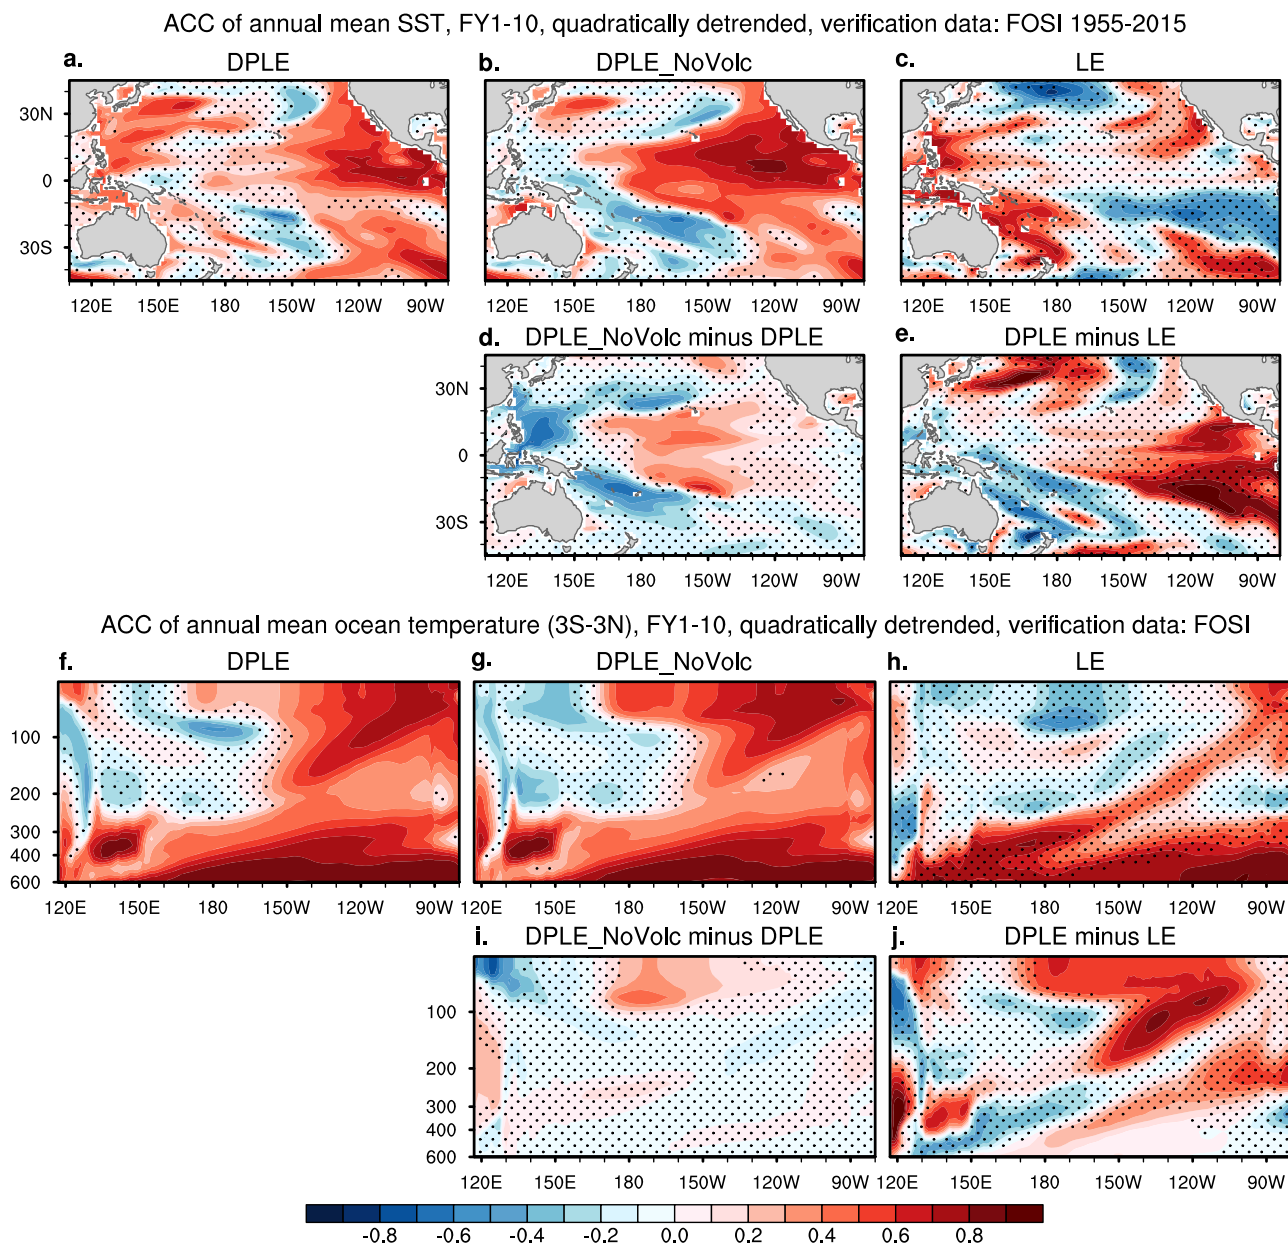 ACC of annual mean SST, FY1-10, quadratically detrended, verification data: FOSI 1955-2015
a. DPLE b. DPLE_NoVolc c. LE
30N
0
30S
120E 150E 180 150W 120W 90W 120E 150E 180 150W 120W 90W 120E 150E 180 150W 120W 90W
d. DPLE_NoVolc minus DPLE e. DPLE minus LE
30N
0
30S
120E 150E 180 150W 120W 90W 120E 150E 180 150W 120W 90W
ACC of annual mean ocean temperature (3S-3N), FY1-10, quadratically detrended, verification data: FOSI
f. DPLE g. DPLE_NoVolc h. LE
100
200
300
400
600
120E 150E 180 150W 120W 90W 120E 150E 180 150W 120W 90W 120E 150E 180 150W 120W 90W
i. DPLE_NoVolc minus DPLE j. DPLE minus LE
100
200
300
400
600
120E 150E 180 150W 120W 90W 120E 150E 180 150W 120W 90W
-0.8 -0.6 -0.4 -0.2 0.0 0.2 0.4 0.6 0.8